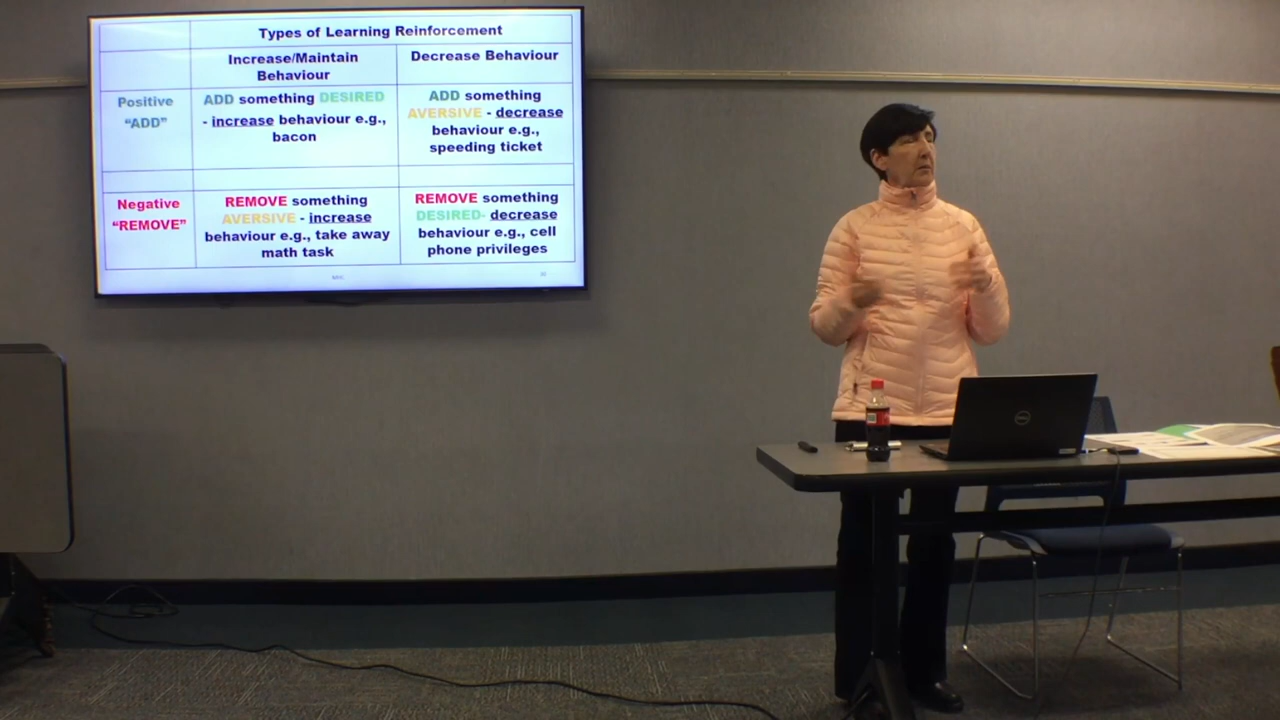 Types of Learning Reinforcement
Increase/Maintain
Behaviour
Decrease Behaviour
Positive
"ADD"
ADD something DESIRED
- increase behaviour e.g.,
bacon
ADD something
AVERSIVE - decrease
behaviour e.g.,
speeding ticket
Negative
"REMOVE"
REMOVE something
AVERSIVE - increase
behaviour e.g., take away
math task
REMOVE something
DESIRED- decrease
behaviour e.g., cell
phone privileges
DELL